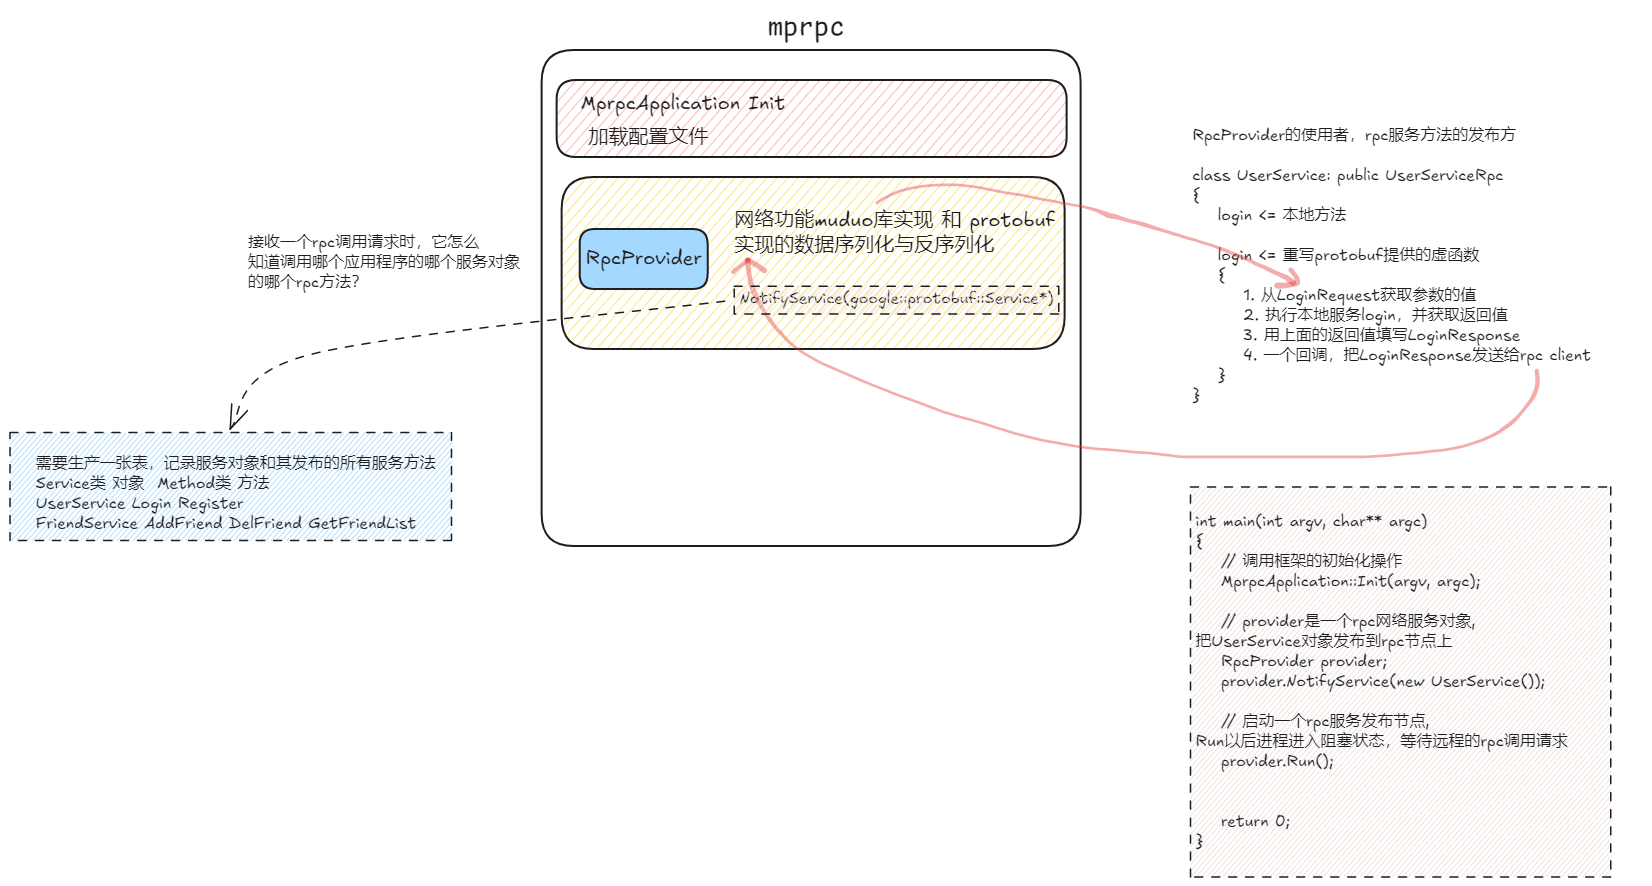 mprpc
MprpcApplication Init
加载配置文件
RpcProvider
网络功能muduo库实现 和 protobuf
实现的数据序列化与反序列化
NotifyService(google::protobuf::Service*)
接收一个rpc调用请求时，它怎么
知道调用哪个应用程序的哪个服务对象
的哪个rpc方法?
需要生产一张表，记录服务对象和其发布的所有服务方法
Service类 对象 Method类 方法
UserService Login Register
FriendService AddFriend DelFriend GetFriendList
RpcProvider的使用者，rpc服务方法的发布方
class UserService: public UserServiceRpc
{
login <= 本地方法
login <= 重写protobuf提供的虚函数
{
1. 从LoginRequest获取参数的值
2. 执行本地服务login，并获取返回值
3. 用上面的返回值填写LoginResponse
4. 一个回调，把LoginResponse发送给rpc client
}
}
int main(int argv, char** argc)
{
// 调用框架的初始化操作
MprpcApplication::Init(argv, argc);
// provider是一个rpc网络服务对象,
把UserService对象发布到rpc节点上
RpcProvider provider;
provider.NotifyService(new UserService());
// 启动一个rpc服务发布节点,
Run以后进程进入阻塞状态，等待远程的rpc调用请求
provider.Run();
return 0;
}